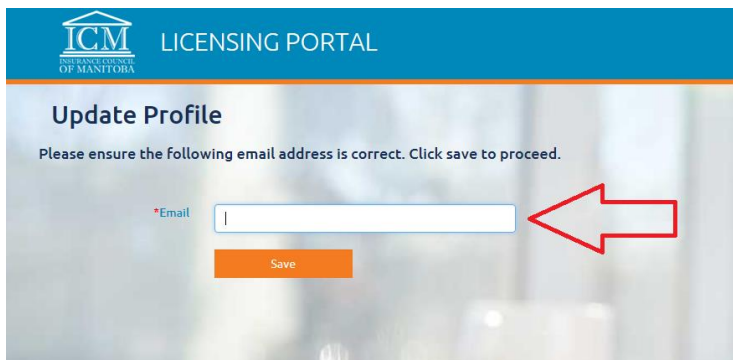 ICM
INSURANCE COUNCIL
OF MANITOBA
LICENSING PORTAL
Update Profile
Please ensure the following email address is correct. Click save to proceed.
*Email
Save